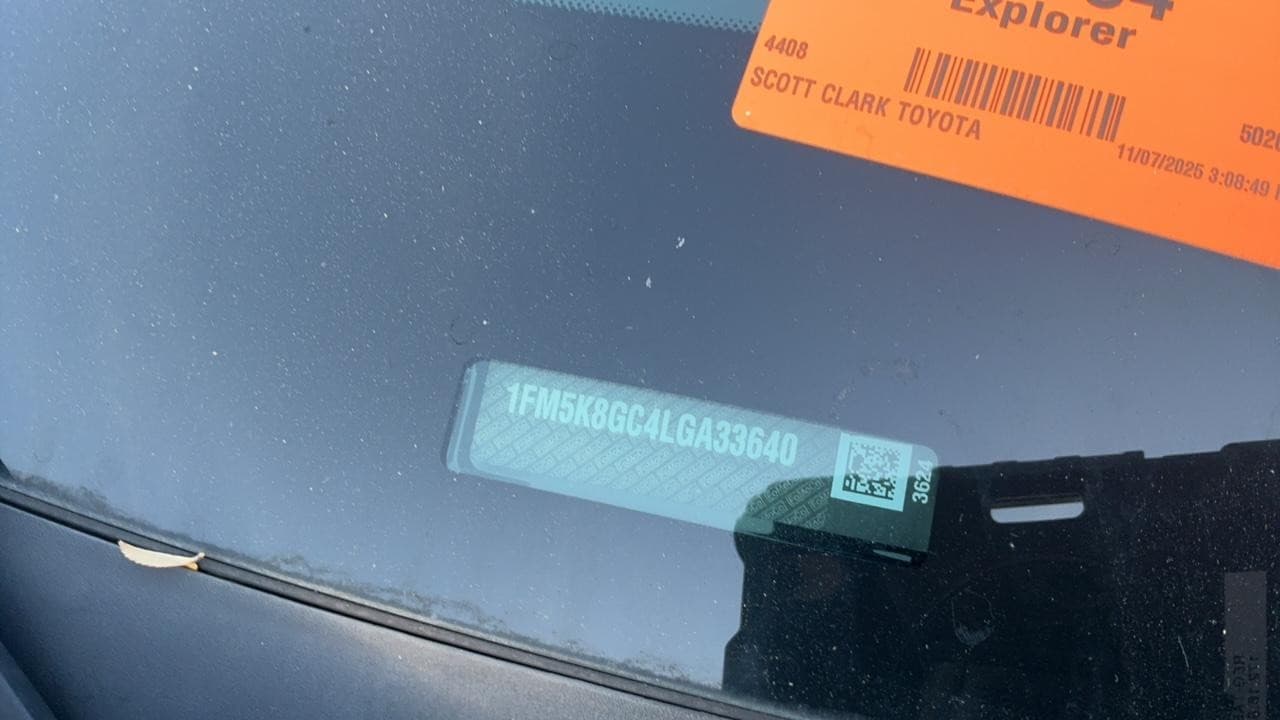 Explorer
4408
SCOTT CLARK TOYOTA
11/07/2025 3:08:49
1FM5K8GC4LGA33640
3624